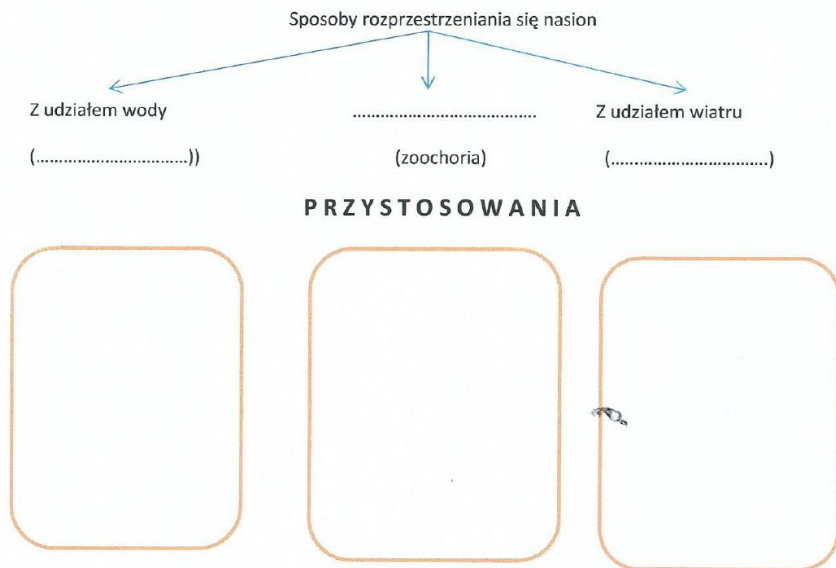 Sposoby rozprzestrzeniania się nasion
Z udziałem wody
.......................................
Z udziałem wiatru
(.................................))
(zoochoria)
(..................................)
PRZYSTOSOWANIA